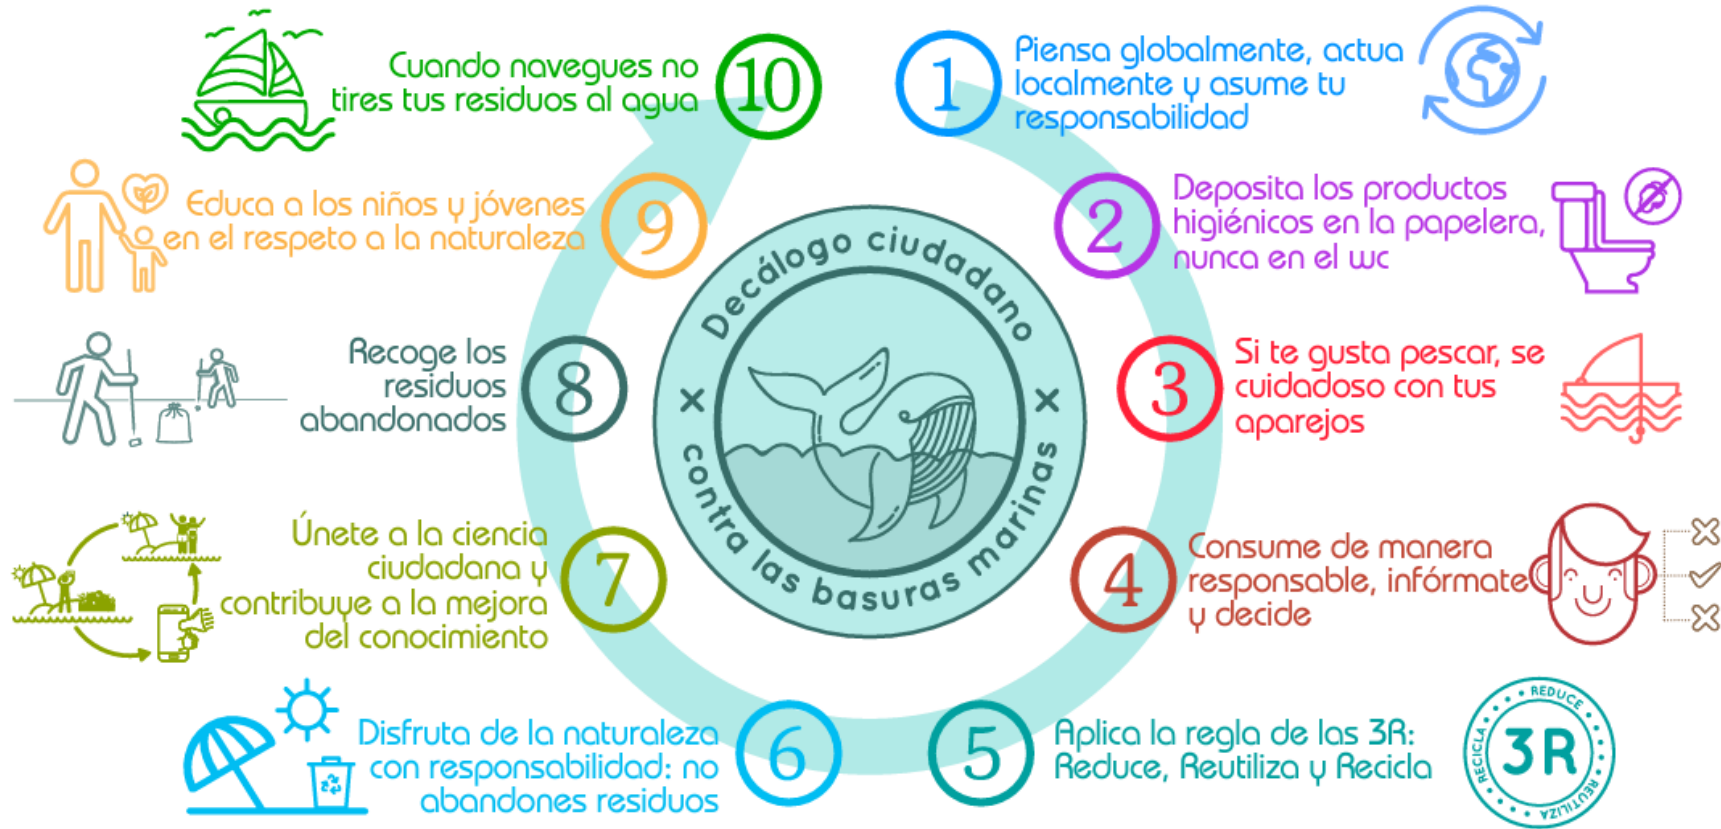 Decálogo ciudadano
contra las basuras marinas
1
Piensa globalmente, actua
localmente y asume tu
responsabilidad
2
Deposita los productos
higiénicos en la papelera,
nunca en el wc
3
Si te gusta pescar, se
cuidadoso con tus
aparejos
4
Consume de manera
responsable, infórmate
y decide
5
Aplica la regla de las 3R:
Reduce, Reutiliza y Recicla
REDUCE
REUTILIZA
RECICLA
3R
6
Disfruta de la naturaleza
con responsabilidad: no
abandones residuos
7
Únete a la ciencia
ciudadana y
contribuye a la mejora
del conocimiento
8
Recoge los
residuos
abandonados
9
Educa a los niños y jóvenes
en el respeto a la naturaleza
10
Cuando navegues no
tires tus residuos al agua